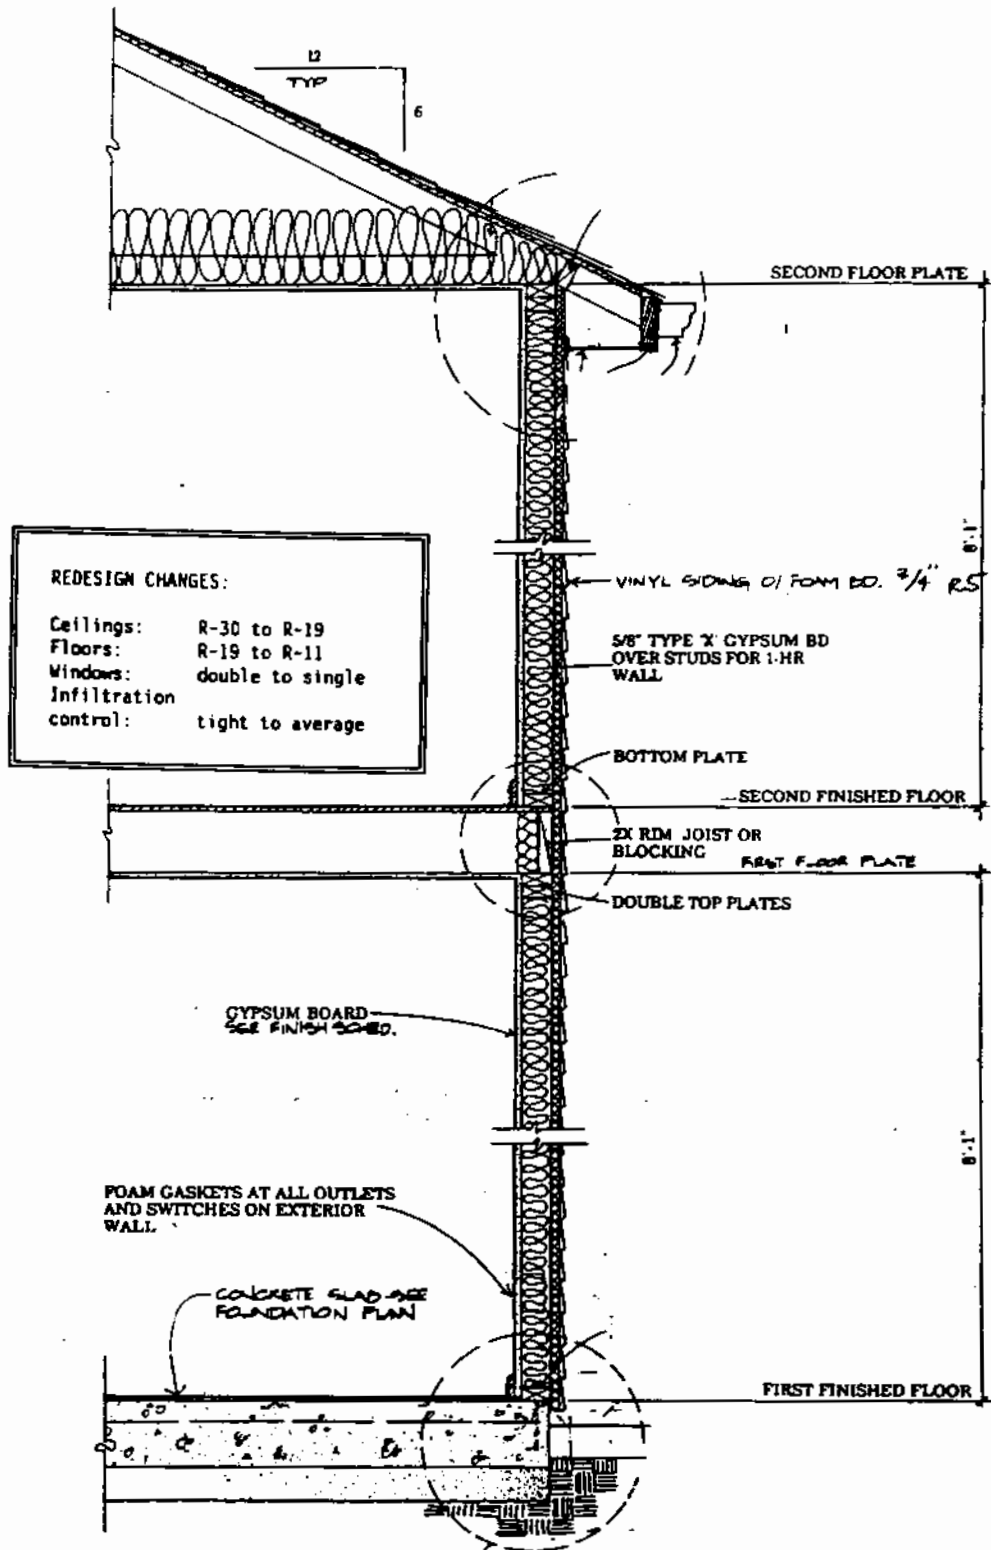 12
TYP
6
SECOND FLOOR PLATE
8'-1"
REDESIGN CHANGES:
Ceilings: R-30 to R-19
Floors: R-19 to R-11
Windows: double to single
Infiltration
control: tight to average
VINYL SIDING O/ FOAM BD. 3/4" R5
5/8" TYPE 'X' GYPSUM BD
OVER STUDS FOR 1-HR
WALL
BOTTOM PLATE
SECOND FINISHED FLOOR
2X RIM JOIST OR
BLOCKING
FIRST FLOOR PLATE
DOUBLE TOP PLATES
GYPSUM BOARD
SEE FINISH SCHED.
8'-1"
FOAM GASKETS AT ALL OUTLETS
AND SWITCHES ON EXTERIOR
WALL
CONCRETE SLAB-SEE
FOUNDATION PLAN
FIRST FINISHED FLOOR